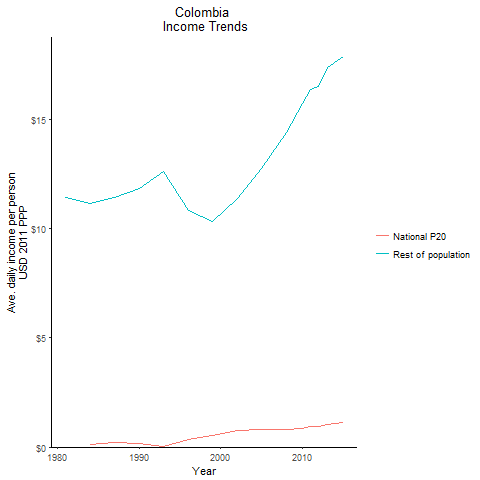 Colombia
Income Trends
Ave. daily income per person
USD 2011 PPP
$15
$10
$5
$0
1980
1990
2000
2010
Year
National P20
Rest of population